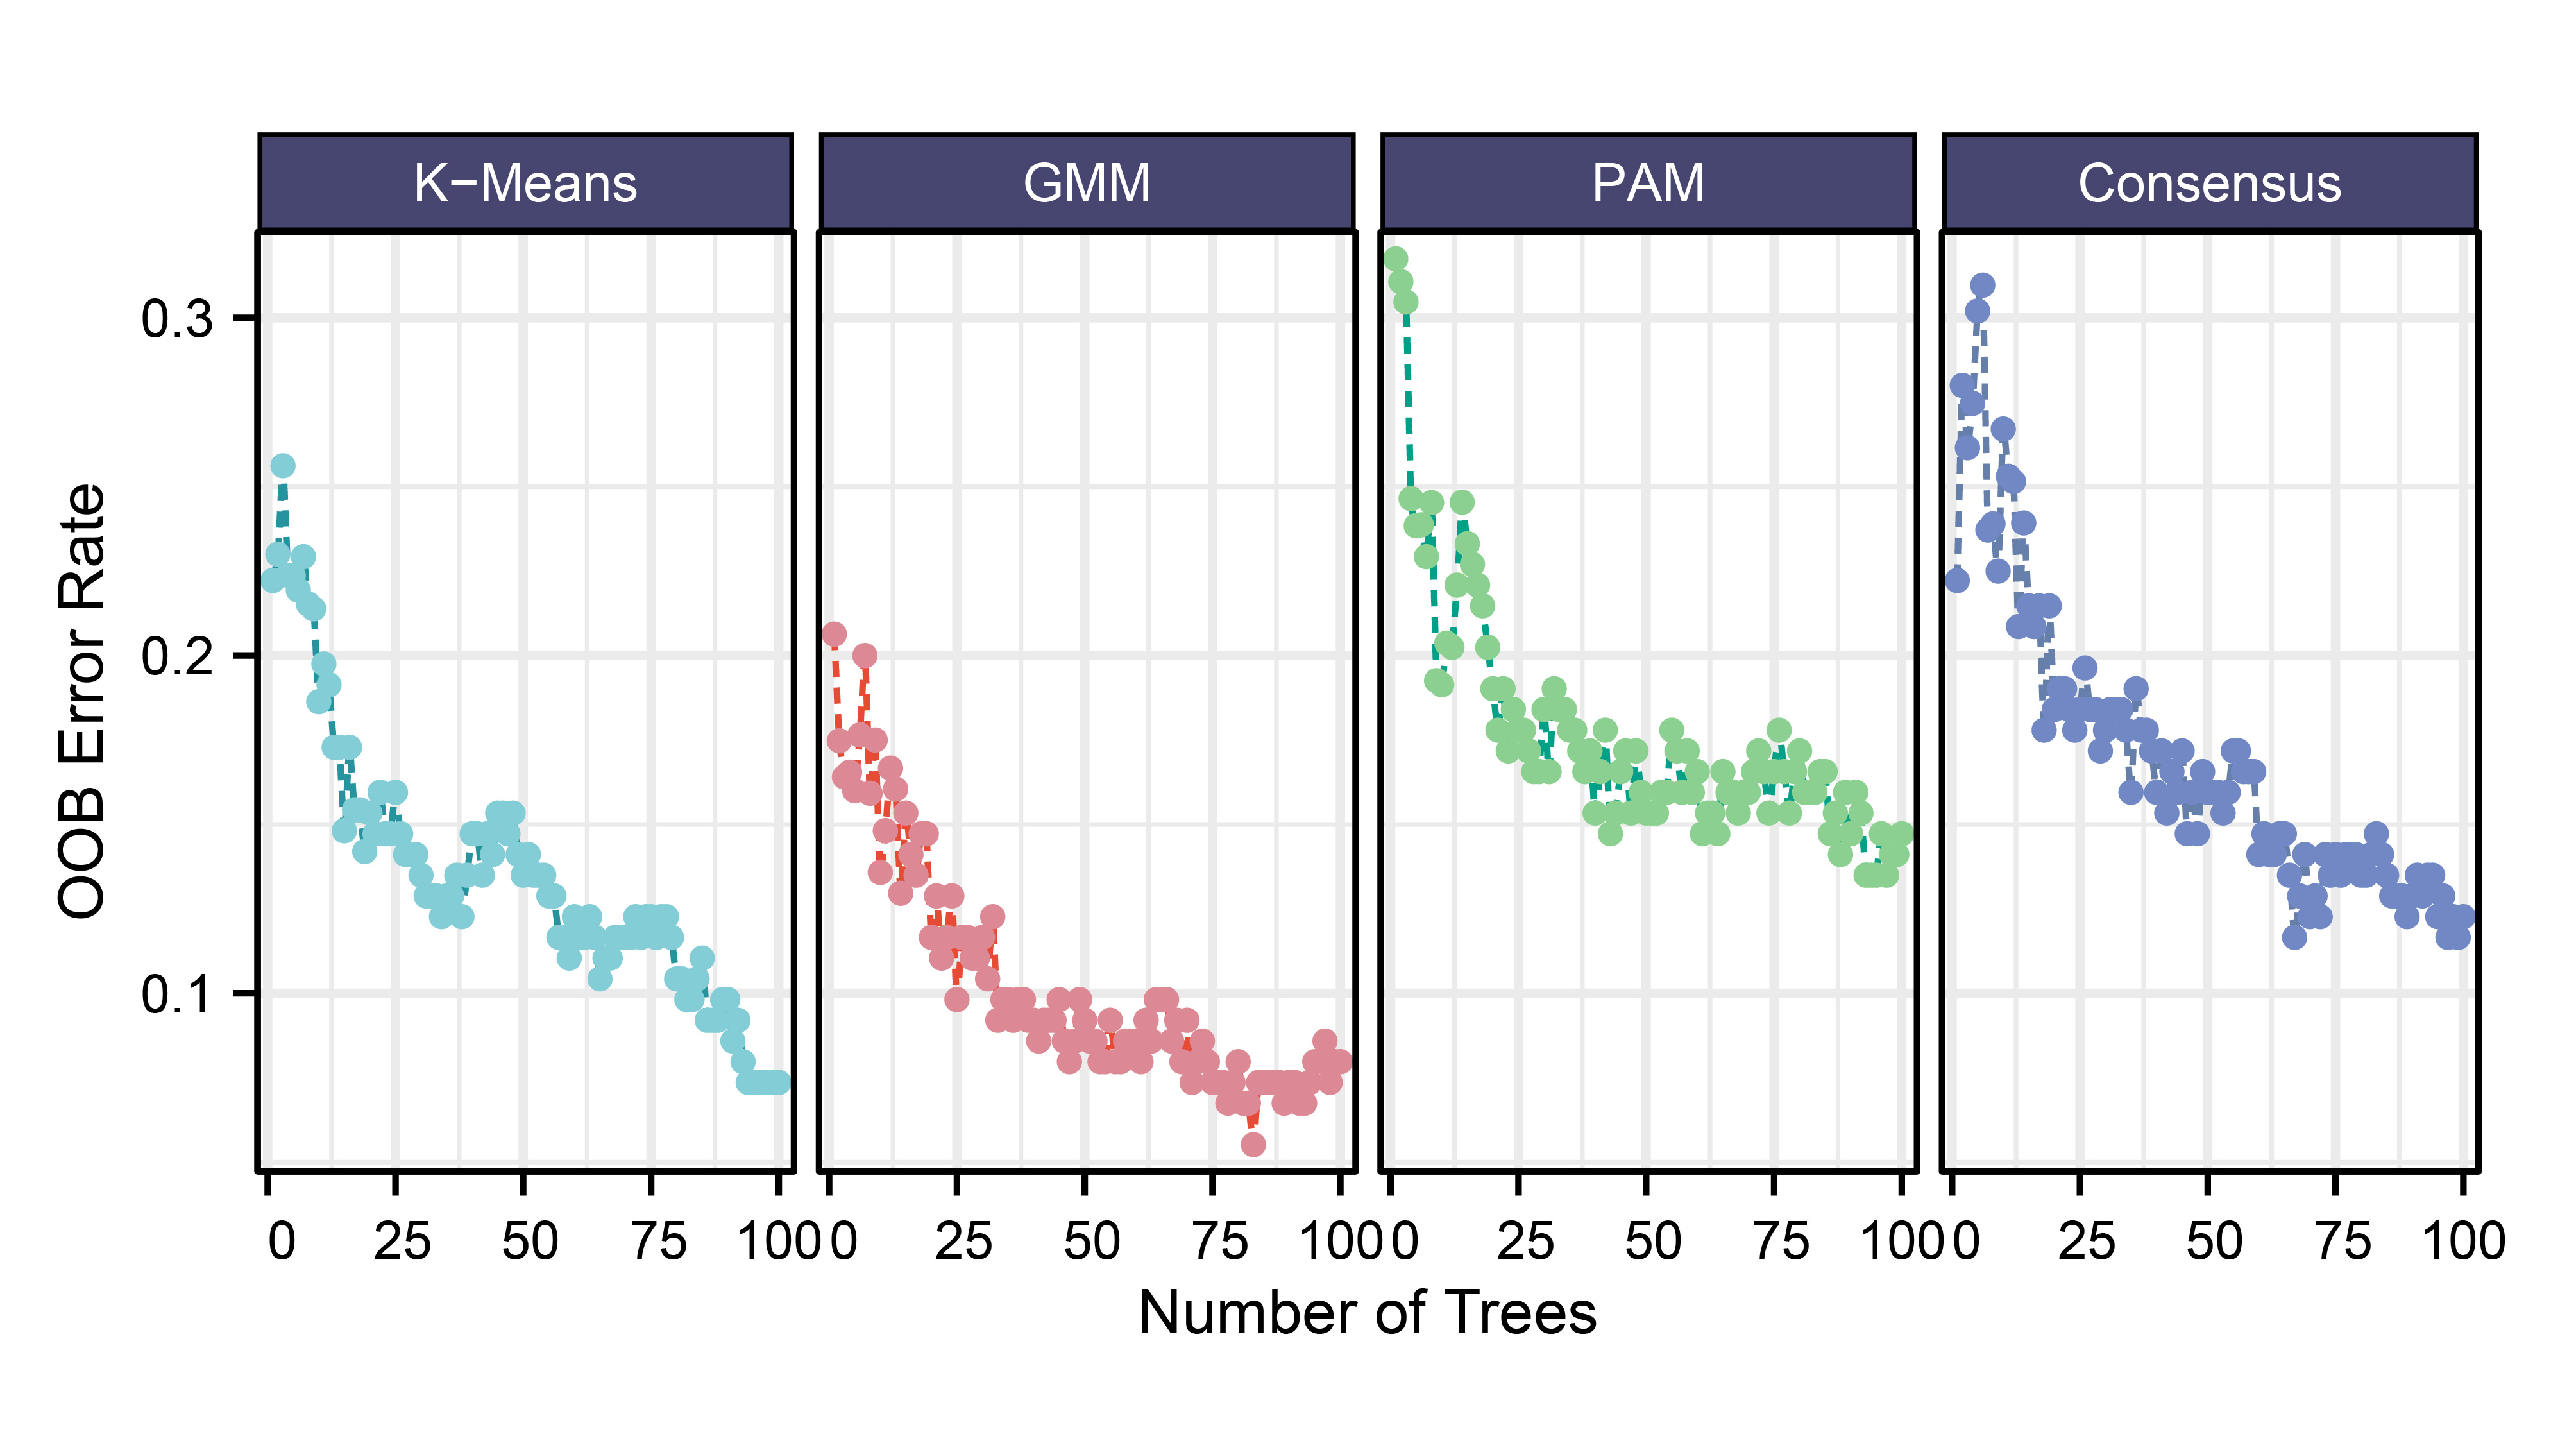 K−Means GMM PAM Consensus
0.3
0.2
0.1
OOB Error Rate
0 25 50 75 100 0 25 50 75 100 0 25 50 75 100 0 25 50 75 100
Number of Trees